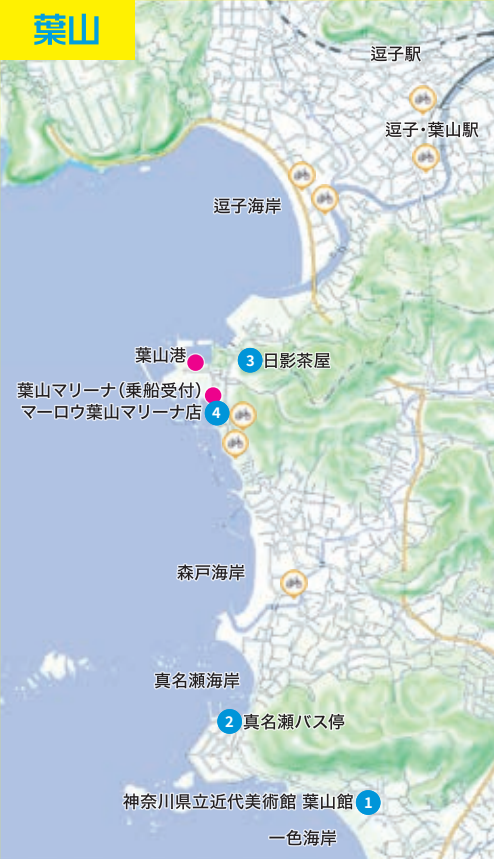 葉山
逗子駅
逗子・葉山駅
逗子海岸
葉山港
3 日影茶屋
葉山マリーナ（乗船受付）
マーロウ葉山マリーナ店 4
森戸海岸
真名瀬海岸
2 真名瀬バス停
神奈川県立近代美術館 葉山館 1
一色海岸